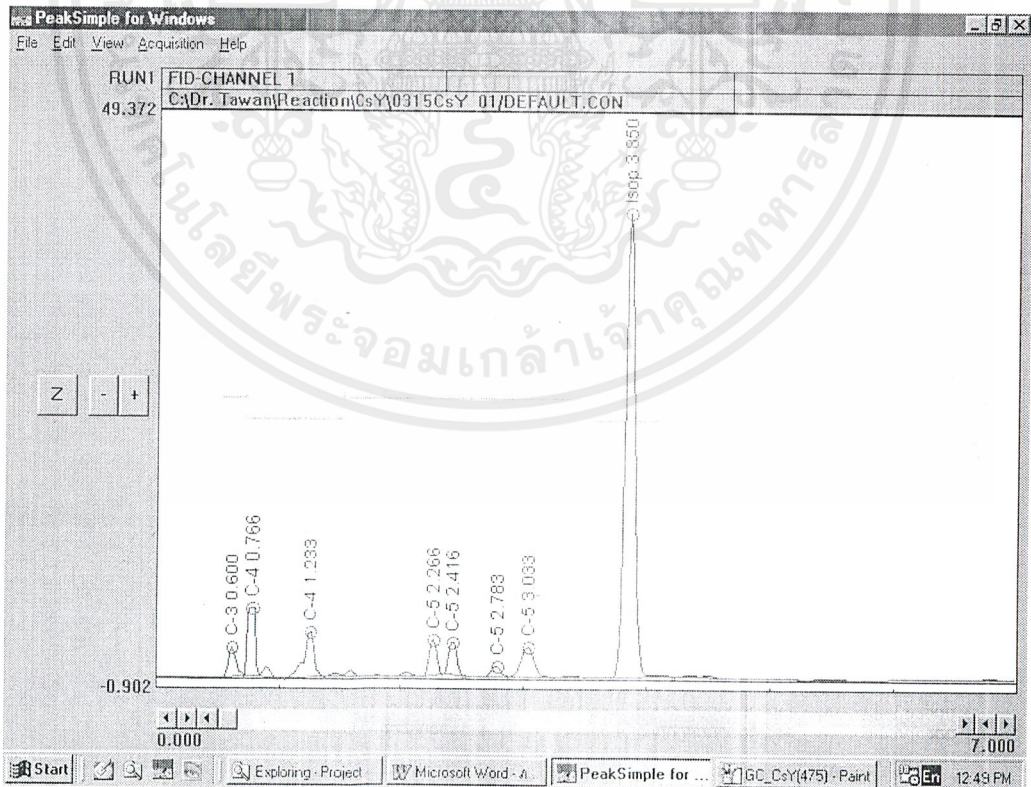 PeakSimple for Windows
File Edit View Acquisition Help
RUN1 FID-CHANNEL 1
49.372 C:\Dr. Tawan\Reaction\CsY\0315CsY_01/DEFAULT.CON
C-3 0.600
C-4 0.766
C-4 1.233
C-5 2.266
C-5 2.416
C-5 2.783
C-5 3.033
Isop 3.850
Z - +
-0.902
0.000 7.000
Start Exploring - Project Microsoft Word - A... PeakSimple for ... GC_CsY(475) - Paint En 12:49 PM